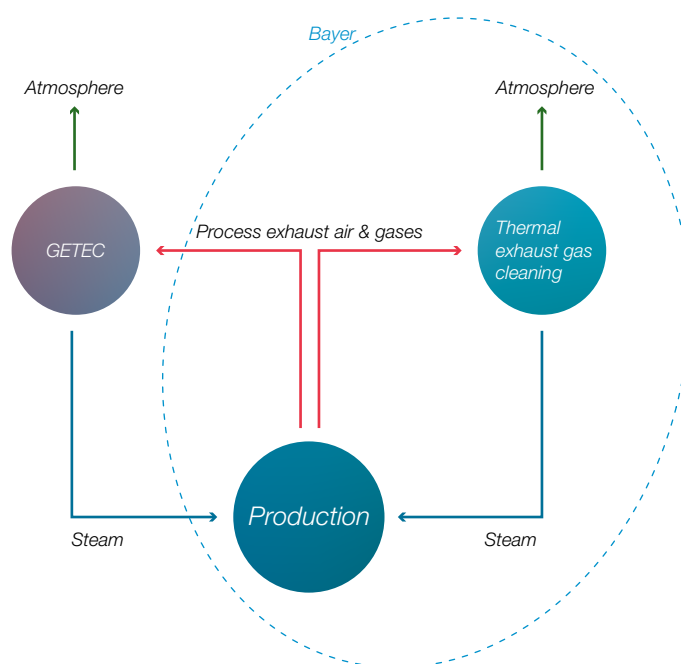 Bayer
Atmosphere
Atmosphere
GETEC
Process exhaust air & gases
Thermal
exhaust gas
cleaning
Production
Steam
Steam